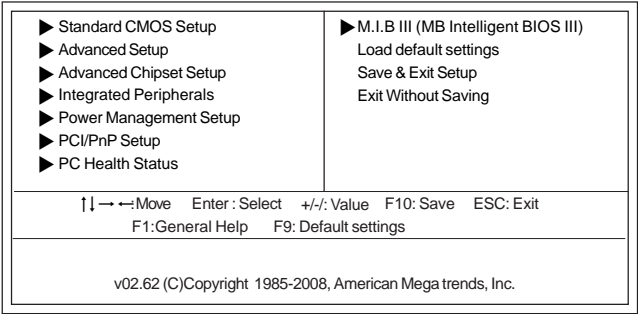 ▶ Standard CMOS Setup
▶ Advanced Setup
▶ Advanced Chipset Setup
▶ Integrated Peripherals
▶ Power Management Setup
▶ PCI/PnP Setup
▶ PC Health Status
▶ M.I.B III (MB Intelligent BIOS III)
Load default settings
Save & Exit Setup
Exit Without Saving
↑↓→←:Move Enter : Select +/-/: Value F10: Save ESC: Exit
F1:General Help F9: Default settings
v02.62 (C)Copyright 1985-2008, American Mega trends, Inc.